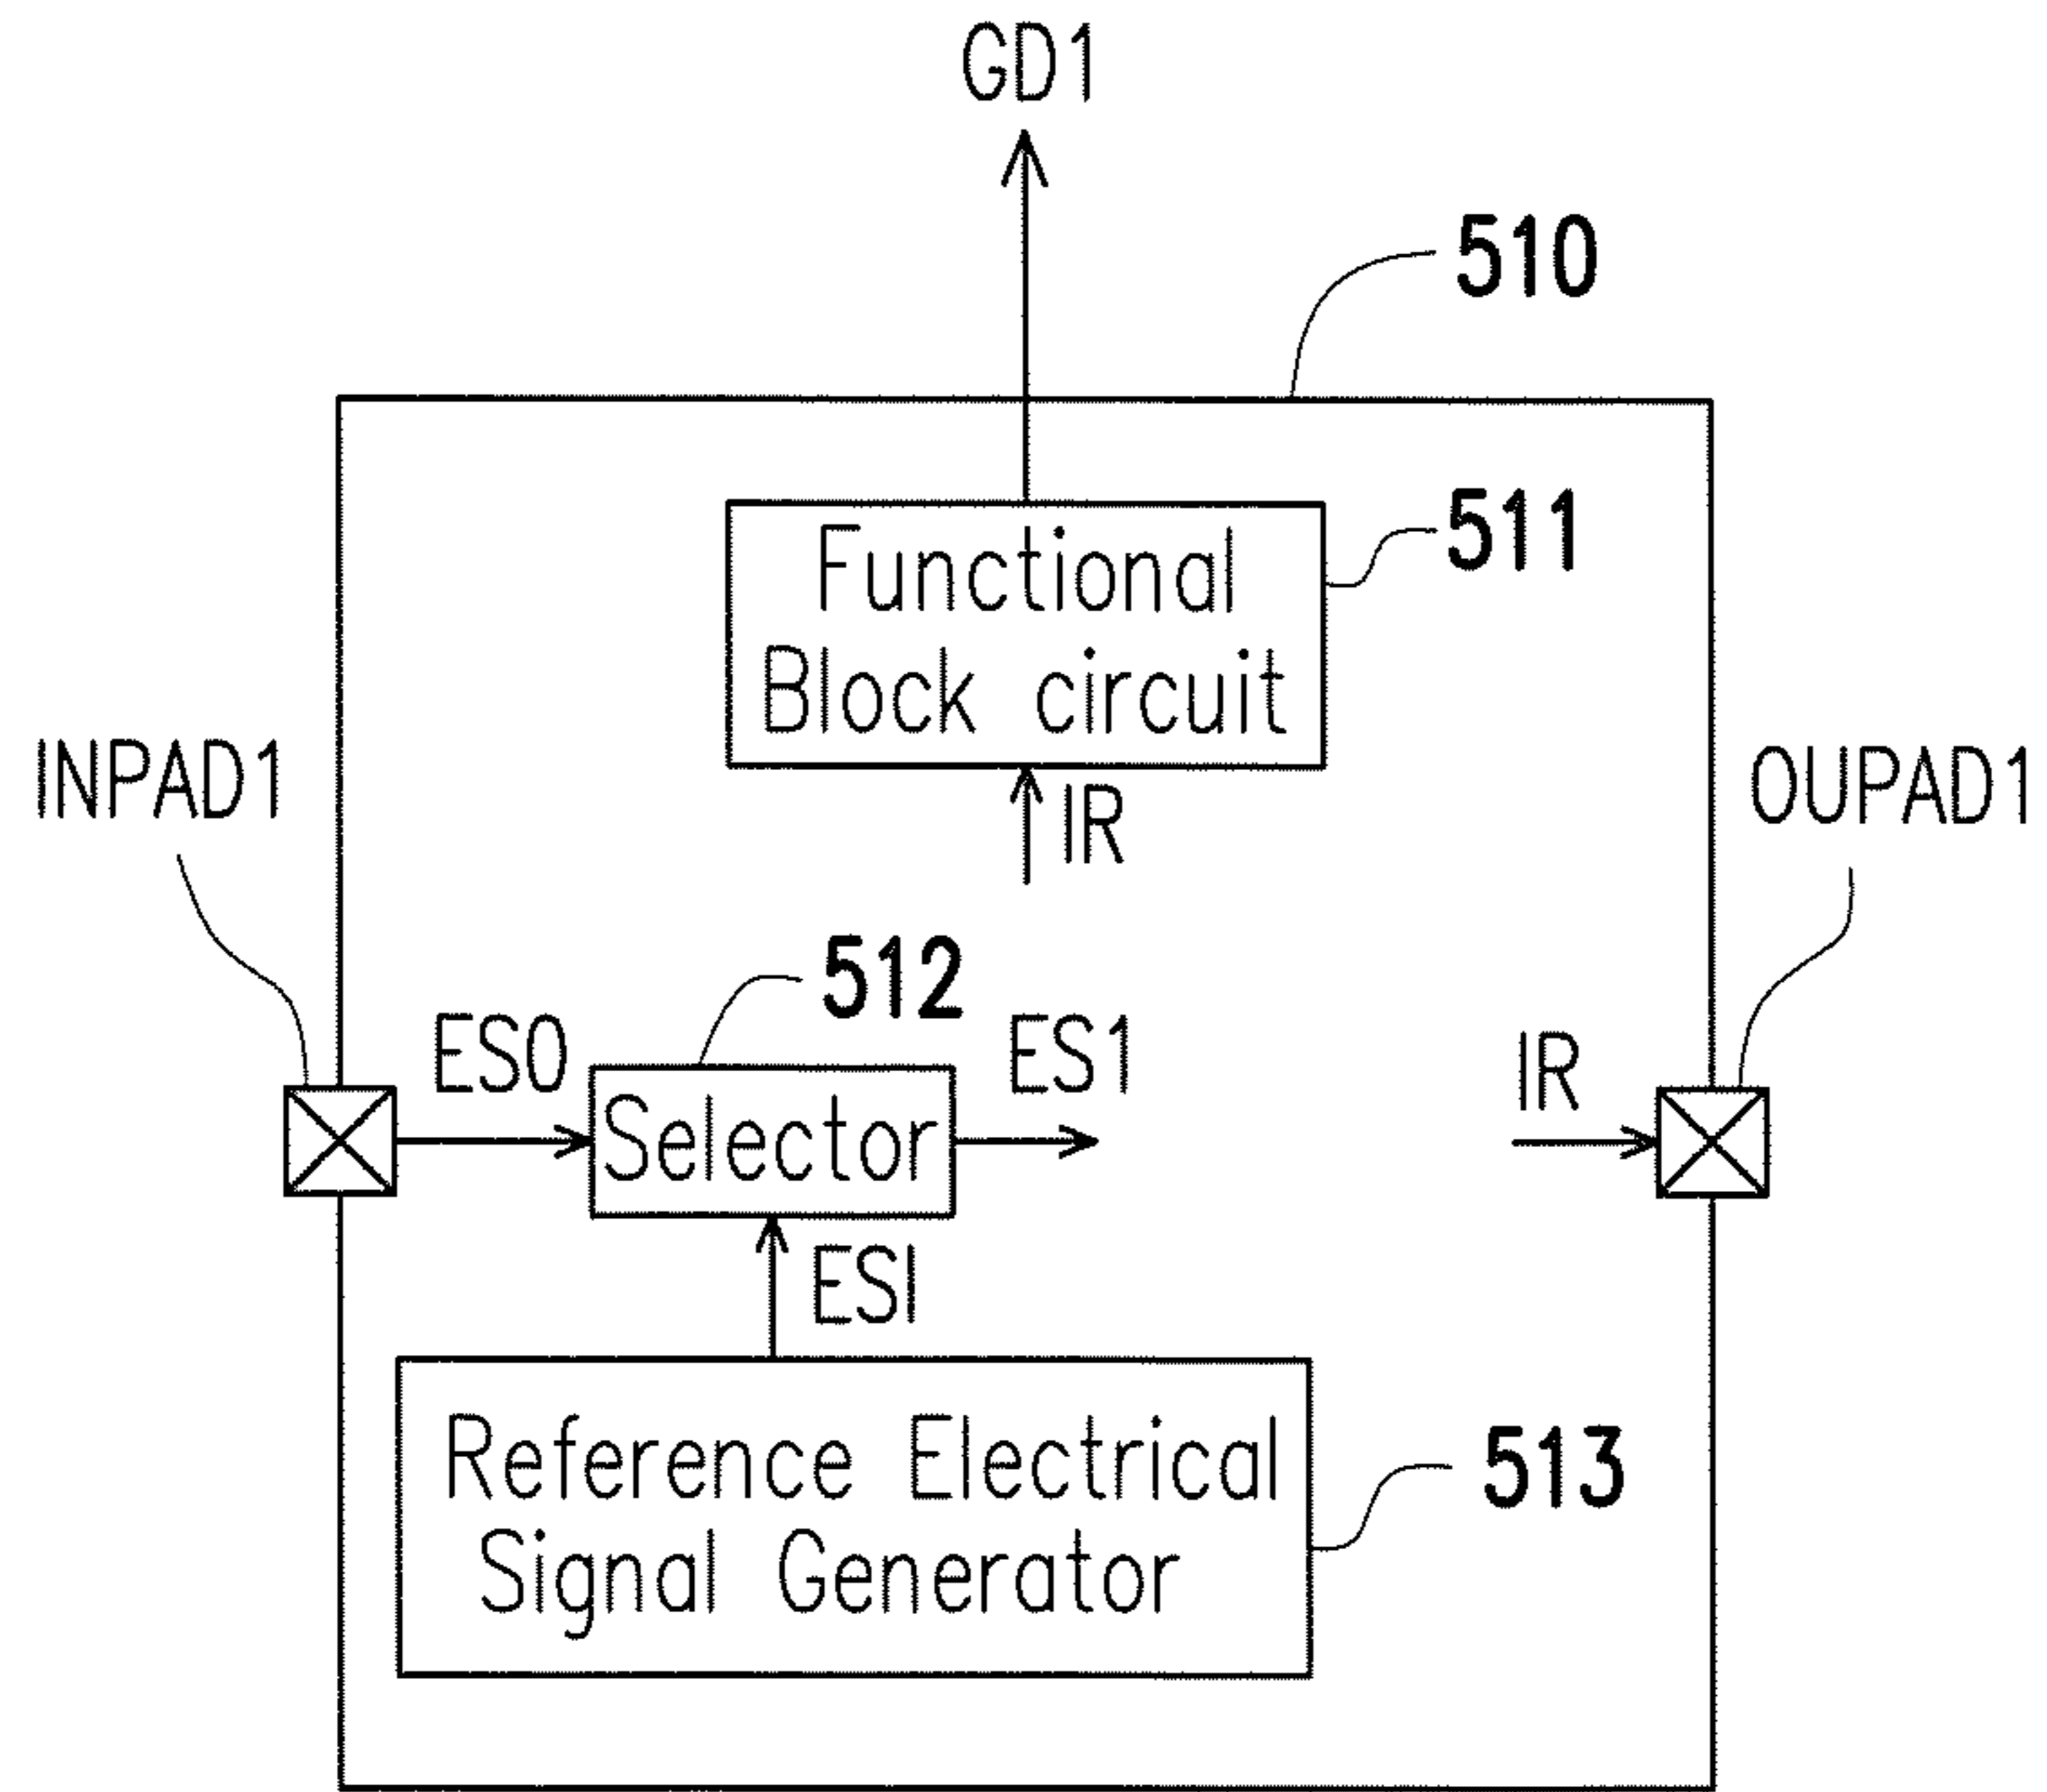 GD1
510
511
Functional
Block circuit
IR
INPAD1
OUPAD1
512
ES0
ES1
IR
Selector
ESI
Reference Electrical
Signal Generator
513